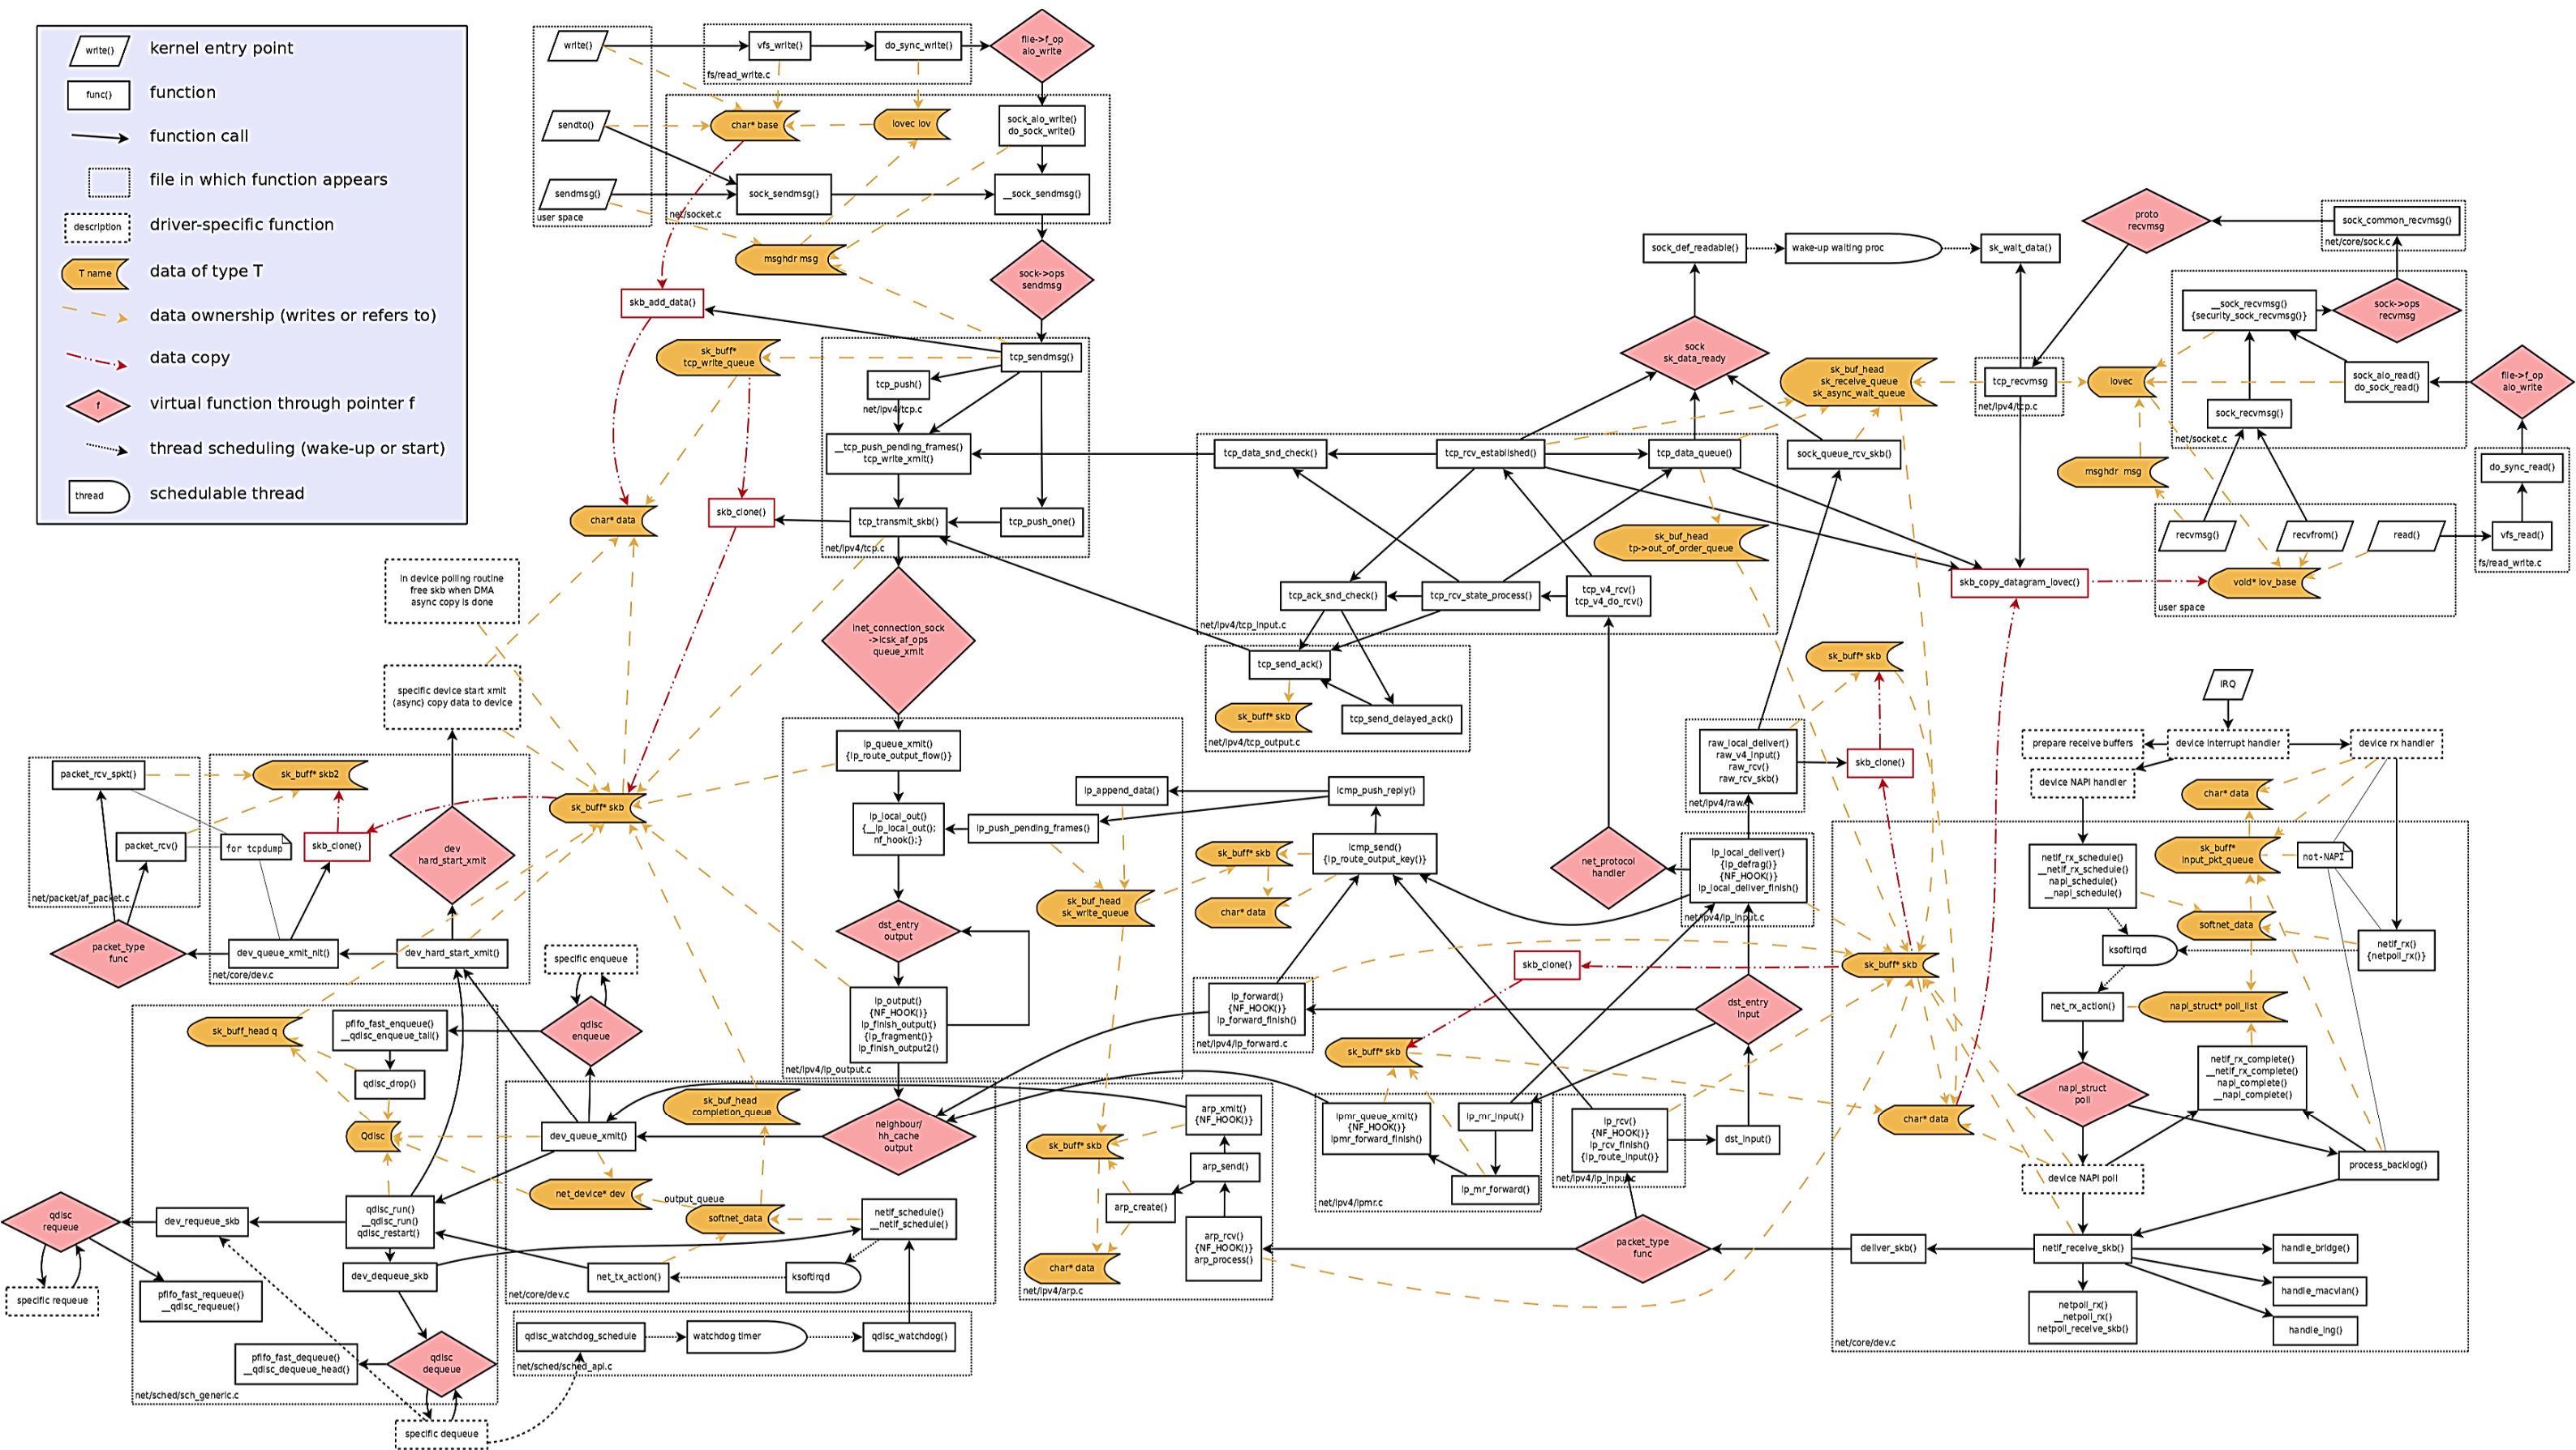 write()
kernel entry point
func()
function
function call
file in which function appears
description
driver-specific function
T name
data of type T
data ownership (writes or refers to)
data copy
f
virtual function through pointer f
thread scheduling (wake-up or start)
thread
schedulable thread
write()
vfs_write()
do_sync_write()
file->f_op
aio_write
fs/read_write.c
sendto()
char* base
iovec iov
sock_aio_write()
do_sock_write()
sendmsg()
sock_sendmsg()
__sock_sendmsg()
user space
net/socket.c
msghdr msg
sock->ops
sendmsg
skb_add_data()
sk_buff*
tcp_write_queue
tcp_sendmsg()
tcp_push()
net/ipv4/tcp.c
__tcp_push_pending_frames()
tcp_write_xmit()
char* data
skb_clone()
tcp_transmit_skb()
tcp_push_one()
net/ipv4/tcp.c
in device polling routine
free skb when DMA
async copy is done
inet_connection_sock
->icsk_af_ops
queue_xmit
specific device start xmit
(async) copy data to device
sock_def_readable()
wake-up waiting proc
sk_wait_data()
proto
recvmsg
sock_common_recvmsg()
net/core/sock.c
__sock_recvmsg()
{security_sock_recvmsg()}
sock->ops
recvmsg
sock
sk_data_ready
sk_buf_head
sk_receive_queue
sk_async_wait_queue
tcp_recvmsg
net/ipv4/tcp.c
iovec
sock_aio_read()
do_sock_read()
file->f_op
aio_write
sock_recvmsg()
net/socket.c
tcp_data_snd_check()
tcp_rcv_established()
tcp_data_queue()
sock_queue_rcv_skb()
msghdr  msg
do_sync_read()
recvmsg()
recvfrom()
read()
vfs_read()
fs/read_write.c
sk_buf_head
tp->out_of_order_queue
skb_copy_datagram_iovec()
void* iov_base
user space
tcp_ack_snd_check()
tcp_rcv_state_process()
tcp_v4_rcv()
tcp_v4_do_rcv()
net/ipv4/tcp_input.c
tcp_send_ack()
sk_buff* skb
tcp_send_delayed_ack()
net/ipv4/tcp_output.c
sk_buff* skb
skb_clone()
raw_local_deliver()
raw_v4_input()
raw_rcv()
raw_rcv_skb()
net/ipv4/raw.c
IRQ
prepare receive buffers
device interrupt handler
device rx handler
device NAPI handler
char* data
packet_rcv_spkt()
sk_buff* skb2
packet_rcv()
for tcpdump
skb_clone()
dev
hard_start_xmit
net/packet/af_packet.c
packet_type
func
dev_queue_xmit_nit()
dev_hard_start_xmit()
net/core/dev.c
sk_buff* skb
ip_queue_xmit()
{ip_route_output_flow()}
ip_local_out()
{__ip_local_out();
nf_hook();}
ip_append_data()
ip_push_pending_frames()
icmp_push_reply()
icmp_send()
{ip_route_output_key()}
sk_buff* skb
char* data
sk_buf_head
sk_write_queue
dst_entry
output
ip_output()
{NF_HOOK()}
ip_finish_output()
{ip_fragment()}
ip_finish_output2()
net/ipv4/ip_output.c
net_protocol
handler
ip_local_deliver()
{ip_defrag()}
{NF_HOOK()}
ip_local_deliver_finish()
net/ipv4/ip_input.c
netif_rx_schedule()
__netif_rx_schedule()
napi_schedule()
__napi_schedule()
sk_buff*
input_pkt_queue
not-NAPI
softnet_data
ksoftirqd
netif_rx()
{netpoll_rx()}
net_rx_action()
napi_struct* poll_list
netif_rx_complete()
__netif_rx_complete()
napi_complete()
__napi_complete()
napi_struct
poll
device NAPI poll
process_backlog()
sk_buff* skb
skb_clone()
ip_forward()
{NF_HOOK()}
ip_forward_finish()
net/ipv4/ip_forward.c
dst_entry
input
sk_buff* skb
char* data
specific enqueue
qdisc
enqueue
sk_buff_head q
pfifo_fast_enqueue()
__qdisc_enqueue_tail()
qdisc_drop()
Qdisc
sk_buf_head
completion_queue
dev_queue_xmit()
neighbour/
hh_cache
output
net_device* dev
output_queue
softnet_data
netif_schedule()
__netif_schedule()
net_tx_action()
ksoftirqd
net/core/dev.c
arp_xmit()
{NF_HOOK()}
sk_buff* skb
arp_send()
arp_create()
arp_rcv()
{NF_HOOK()}
arp_process()
char* data
net/ipv4/arp.c
ipmr_queue_xmit()
{NF_HOOK()}
ipmr_forward_finish()
ip_mr_input()
ip_mr_forward()
net/ipv4/ipmr.c
ip_rcv()
{NF_HOOK()}
ip_rcv_finish()
{ip_route_input()}
net/ipv4/ip_input.c
dst_input()
packet_type
func
deliver_skb()
netif_receive_skb()
handle_bridge()
handle_macvlan()
handle_ing()
netpoll_rx()
__netpoll_rx()
netpoll_receive_skb()
net/core/dev.c
qdisc
requeue
dev_requeue_skb
qdisc_run()
__qdisc_run()
qdisc_restart()
dev_dequeue_skb
specific requeue
pfifo_fast_requeue()
__qdisc_requeue()
pfifo_fast_dequeue()
__qdisc_dequeue_head()
qdisc
dequeue
net/sched/sch_generic.c
specific dequeue
qdisc_watchdog_schedule
watchdog timer
qdisc_watchdog()
net/sched/sched_api.c